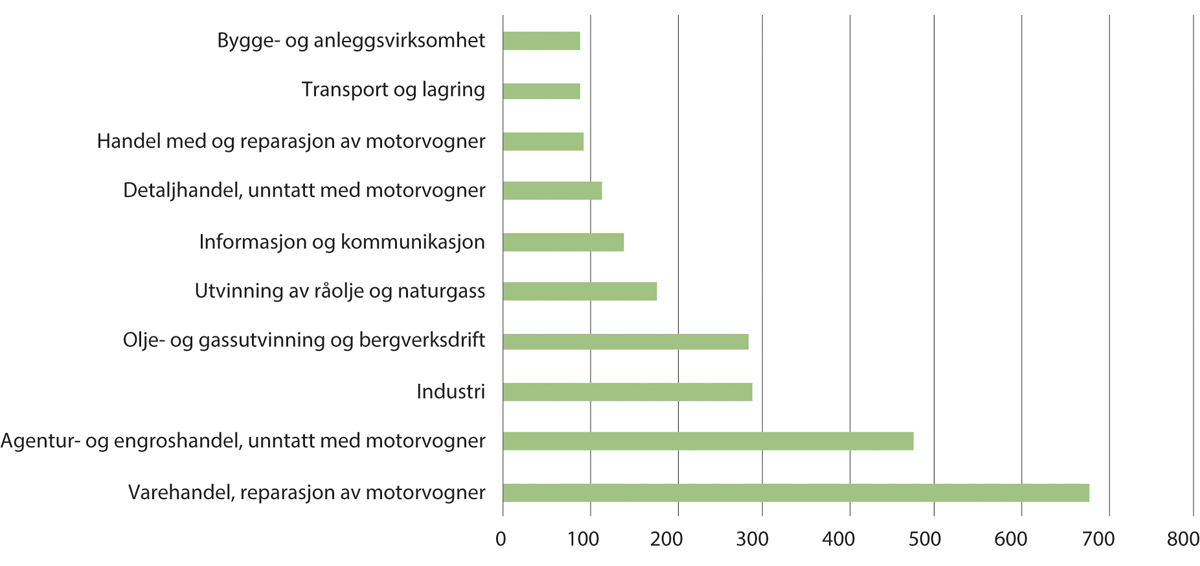 Bygge- og anleggsvirksomhet
Transport og lagring
Handel med og reparasjon av motorvogner
Detaljhandel, unntatt med motorvogner
Informasjon og kommunikasjon
Utvinning av råolje og naturgass
Olje- og gassutvinning og bergverksdrift
Industri
Agentur- og engroshandel, unntatt med motorvogner
Varehandel, reparasjon av motorvogner
0 100 200 300 400 500 600 700 800